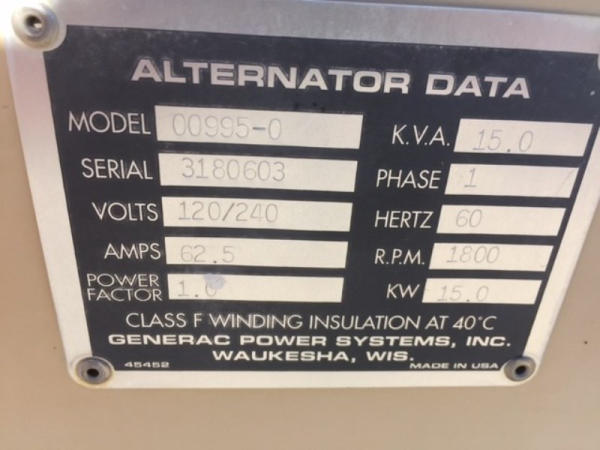 ALTERNATOR DATA
MODEL 00995-0 K.V.A. 15.0
SERIAL 3180603 PHASE 1
VOLTS 120/240 HERTZ 60
AMPS 62.5 R.P.M. 1800
POWER FACTOR 1.0 KW 15.0
CLASS F WINDING INSULATION AT 40°C
GENERAC POWER SYSTEMS, INC.
WAUKESHA, WIS.
45452 MADE IN USA